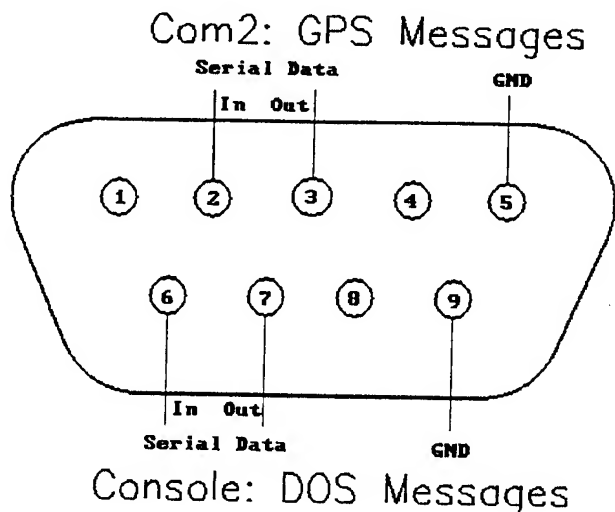 Com2: GPS Messages
Serial Data GND
In Out
1 2 3 4 5
6 7 8 9
In Out
Serial Data GND
Console: DOS Messages